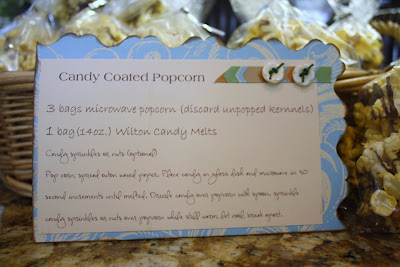 Candy Coated Popcorn
3 bags microwave popcorn (discard unpopped kernnels)
1 bag (14oz.) Wilton Candy Melts
Candy sprinkles or nuts (optional)
Pop corn, spread onto waxed paper. Place candy in glass dish and microwave in 30
second increments until melted. Drizzle candy over popcorn with spoon, sprinkle
candy sprinkles or nuts over popcorn while still warm, let cool, break apart.